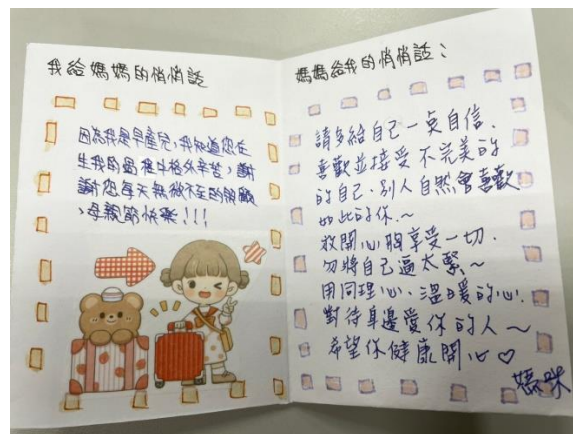 我給媽媽的悄悄話
因為我是早產兒，我知道您在
生我的過程中格外辛苦，謝
謝您每天無微不至的照顧
，母親節快樂！！！
媽媽給我的悄悄話：
請多給自己一點自信．
喜歡並接受不完美的
的自己．別人自然會喜歡
如此的你．～
放開心胸享受一切．
勿將自己逼太緊～
用同理心、溫暖的心．
對待身邊愛你的人～
希望你健康開心♡
媽咪